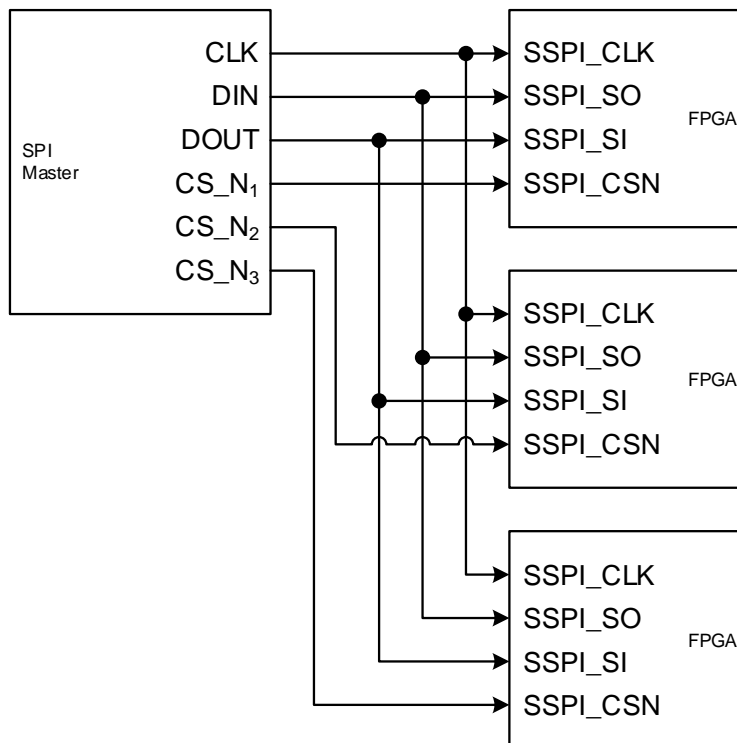 SPI
Master
CLK
DIN
DOUT
CS_N₁
CS_N₂
CS_N₃
SSPI_CLK
SSPI_SO
SSPI_SI
SSPI_CSN
FPGA
SSPI_CLK
SSPI_SO
SSPI_SI
SSPI_CSN
FPGA
SSPI_CLK
SSPI_SO
SSPI_SI
SSPI_CSN
FPGA